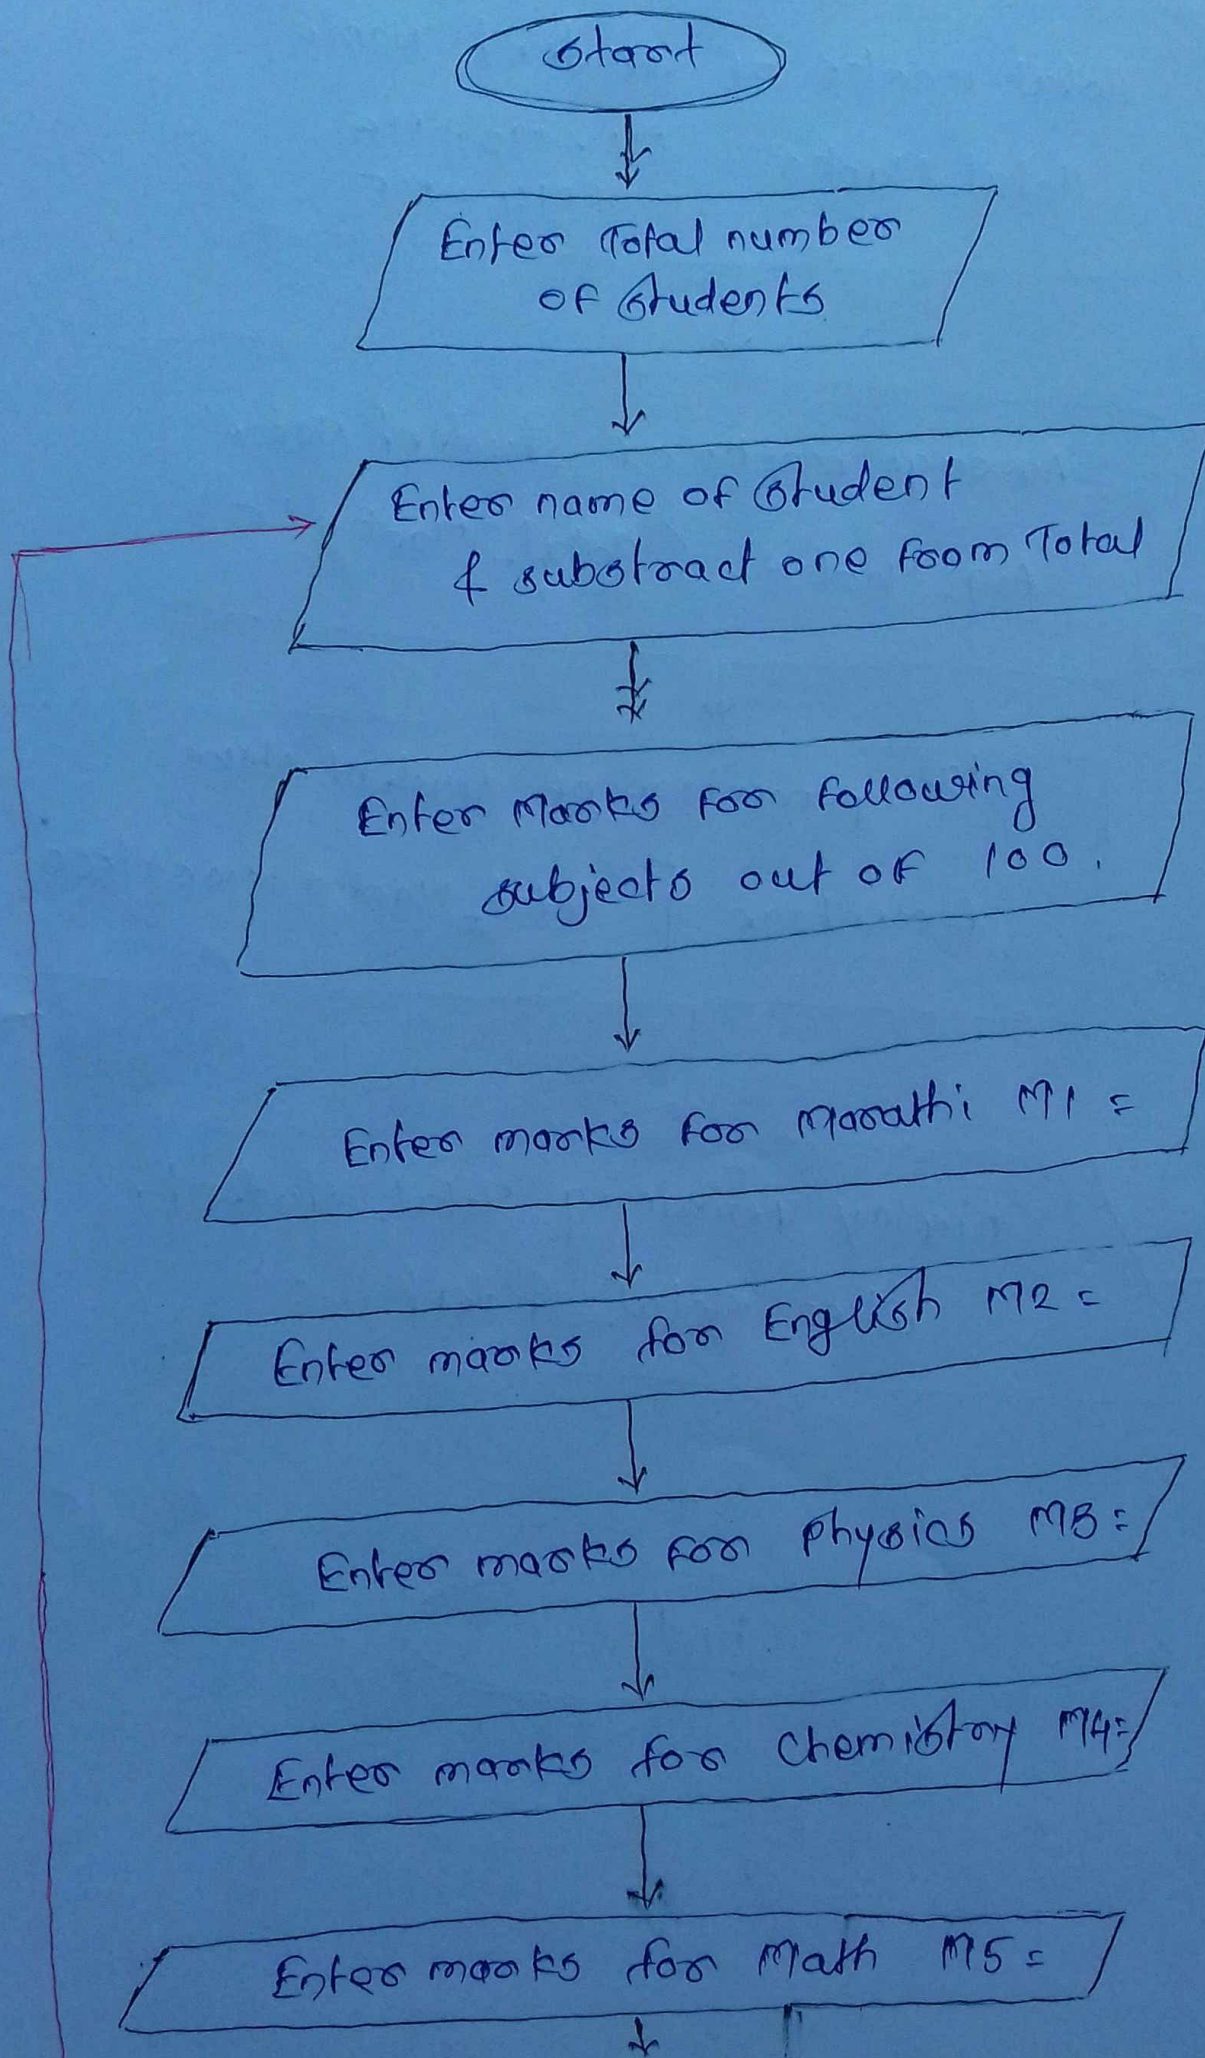 Start
Enter Total number
of Students
Enter name of Student
& substract one from Total
Enter Marks for following
subjects out of 100.
Enter marks for Marathi M1 =
Enter marks for English M2 =
Enter marks for Physics M3 =
Enter marks for Chemistry M4 =
Enter marks for Math M5 =